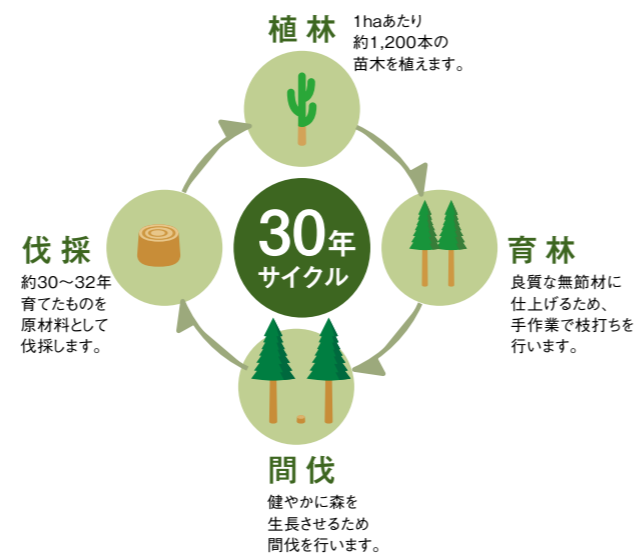 植林
1haあたり
約1,200本の
苗木を植えます。
30年
サイクル
育林
良質な無節材に
仕上げるため、
手作業で枝打ちを
行います。
間伐
健やかに森を
生長させるため
間伐を行います。
伐採
約30〜32年
育てたものを
原材料として
伐採します。